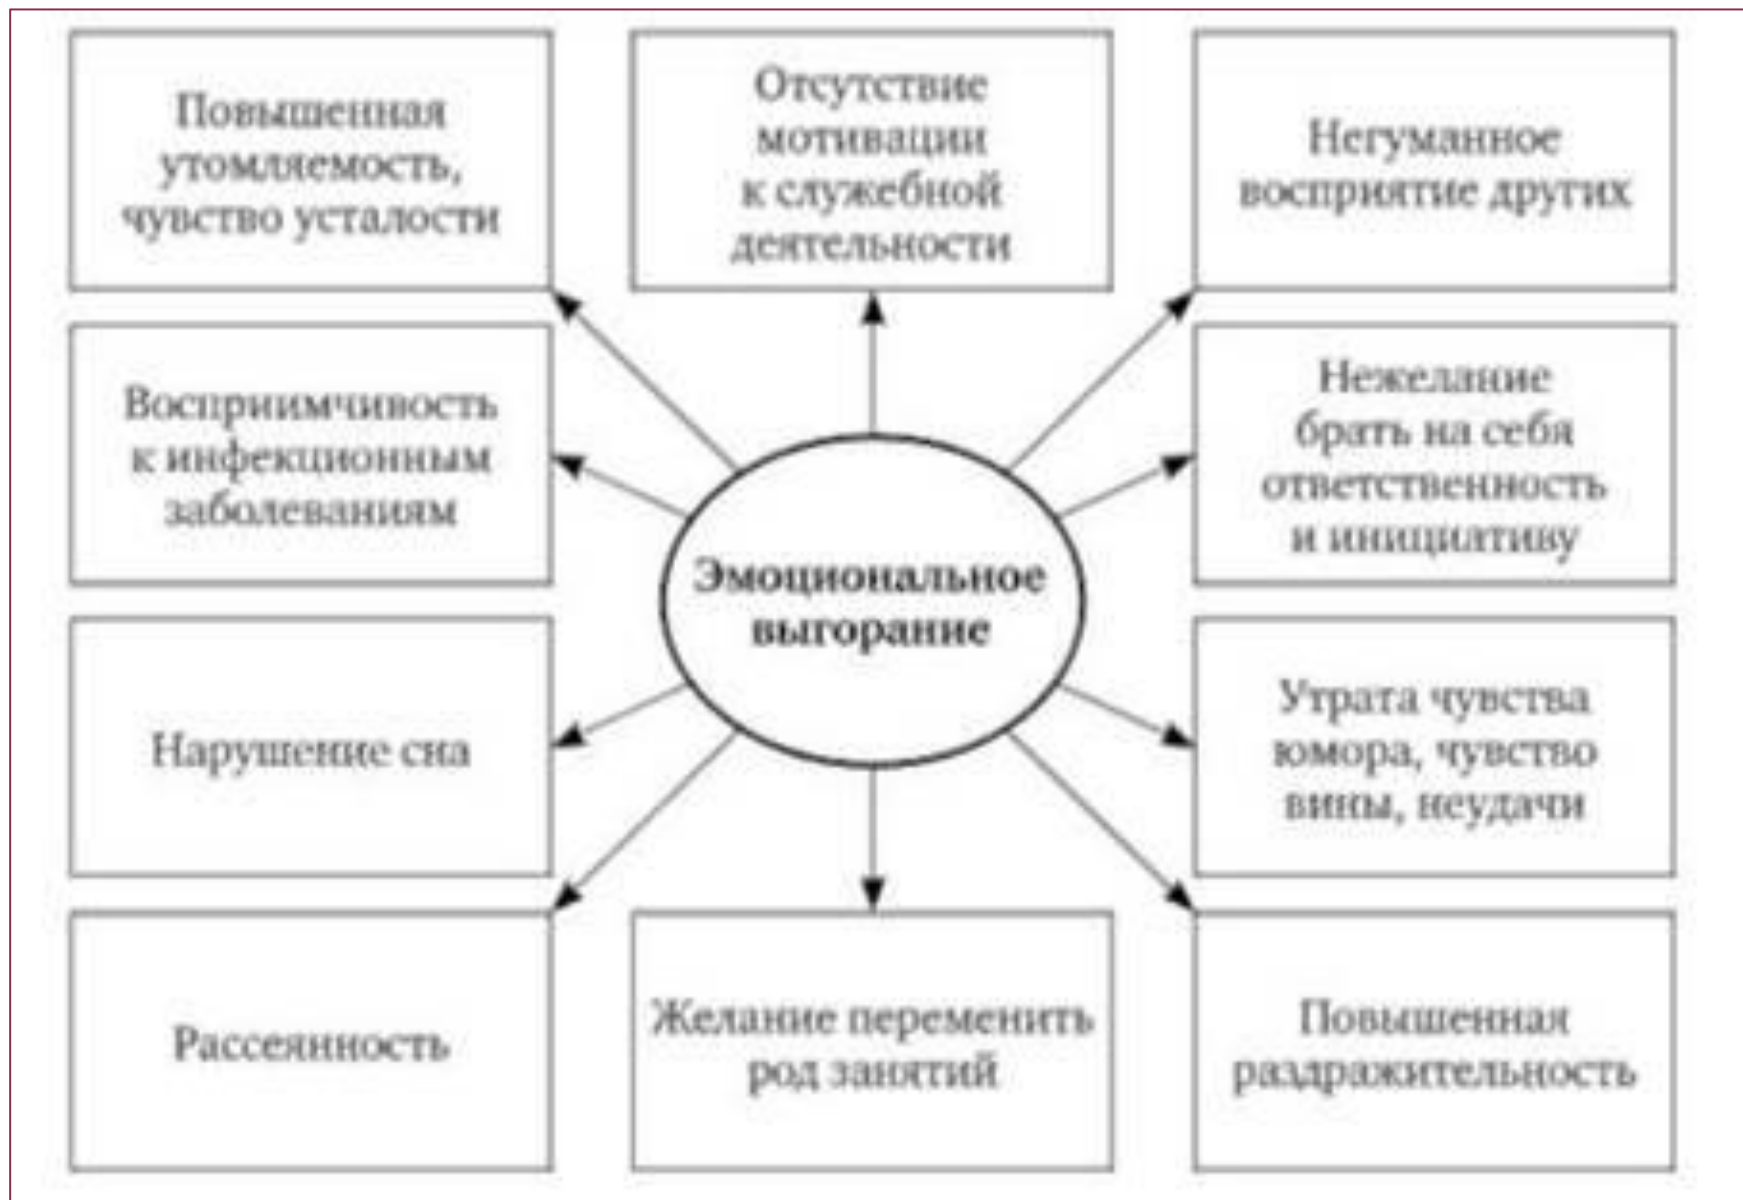 Повышенная
утомляемость,
чувство усталости
Отсутствие
мотивации
к служебной
деятельности
Негуманное
восприятие других
Восприимчивость
к инфекционным
заболеваниям
Нежелание
брать на себя
ответственность
и инициативу
Эмоциональное
выгорание
Нарушение сна
Утрата чувства
юмора, чувство
вины, неудачи
Рассеянность
Желание переменить
род занятий
Повышенная
раздражительность